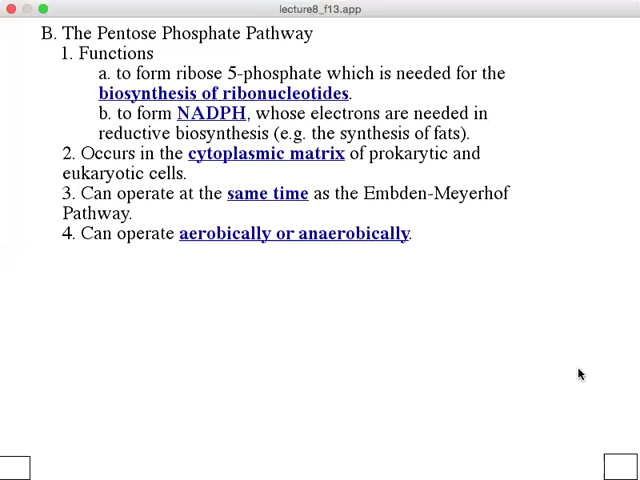 lecture8_f13.app
B. The Pentose Phosphate Pathway
1. Functions
a. to form ribose 5-phosphate which is needed for the
biosynthesis of ribonucleotides.
b. to form NADPH, whose electrons are needed in
reductive biosynthesis (e.g. the synthesis of fats).
2. Occurs in the cytoplasmic matrix of prokaryotic and
eukaryotic cells.
3. Can operate at the same time as the Embden-Meyerhof
Pathway.
4. Can operate aerobically or anaerobically.